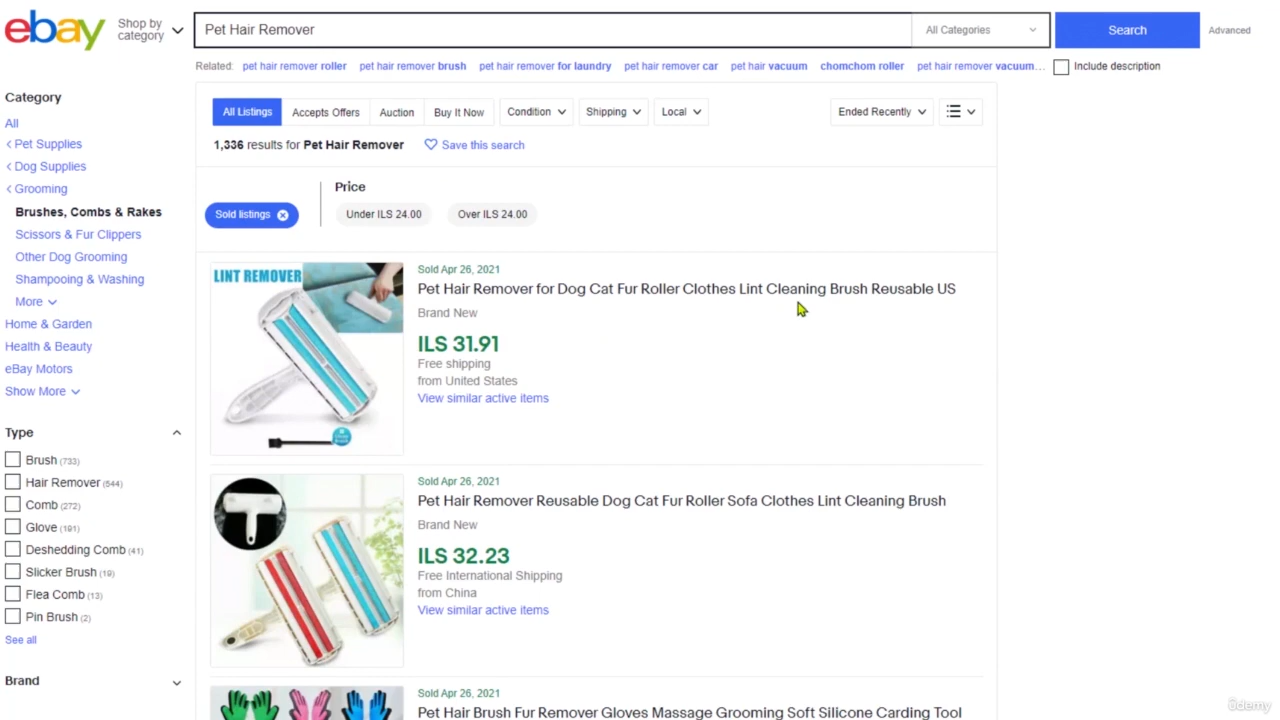 ebay
Shop by
category
Pet Hair Remover
All Categories
Search
Advanced
Related: pet hair remover roller pet hair remover brush pet hair remover for laundry pet hair remover car pet hair vacuum chomchom roller pet hair remover vacuum...
Include description
Category
All
Pet Supplies
Dog Supplies
Grooming
Brushes, Combs & Rakes
Scissors & Fur Clippers
Other Dog Grooming
Shampooing & Washing
More
Home & Garden
Health & Beauty
eBay Motors
Show More
Type
Brush (733)
Hair Remover (544)
Comb (272)
Glove (191)
Deshedding Comb (41)
Slicker Brush (19)
Flea Comb (13)
Pin Brush (2)
See all
Brand
All Listings Accepts Offers Auction Buy It Now Condition Shipping Local Ended Recently
1,336 results for Pet Hair Remover Save this search
Price
Sold listings Under ILS 24.00 Over ILS 24.00
LINT REMOVER
Sold Apr 26, 2021
Pet Hair Remover for Dog Cat Fur Roller Clothes Lint Cleaning Brush Reusable US
Brand New
ILS 31.91
Free shipping
from United States
View similar active items
Sold Apr 26, 2021
Pet Hair Remover Reusable Dog Cat Fur Roller Sofa Clothes Lint Cleaning Brush
Brand New
ILS 32.23
Free International Shipping
from China
View similar active items
Sold Apr 26, 2021
Pet Hair Brush Fur Remover Gloves Massage Grooming Soft Silicone Carding Tool
ûdemy